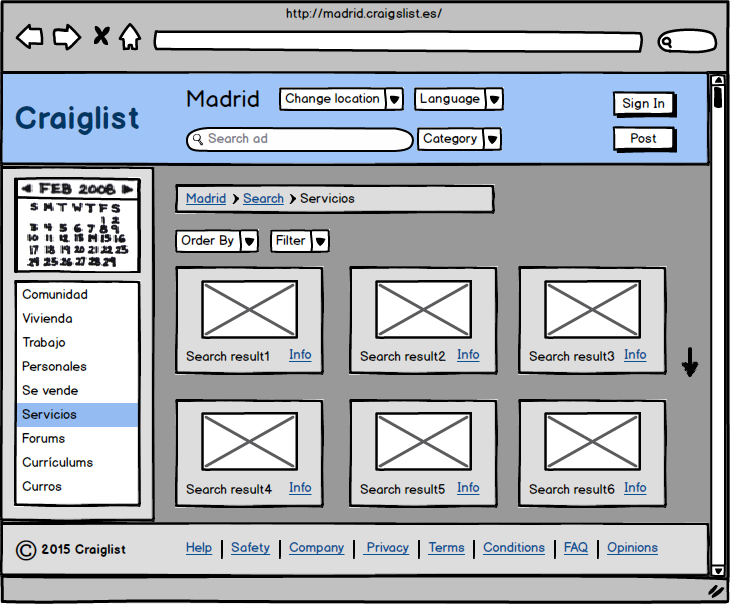 http://madrid.craigslist.es/
Craiglist
Madrid
Change location
Language
Sign In
Search ad
Category
Post
FEB 2008
S M T W T F S
1 2
3 4 5 6 7 8 9
10 11 12 13 14 15 16
17 18 19 20 21 22 23
24 25 26 27 28 29
Comunidad
Vivienda
Trabajo
Personales
Se vende
Servicios
Forums
Currículums
Curros
Madrid > Search > Servicios
Order By
Filter
Search result1 Info
Search result2 Info
Search result3 Info
Search result4 Info
Search result5 Info
Search result6 Info
© 2015 Craiglist
Help | Safety | Company | Privacy | Terms | Conditions | FAQ | Opinions